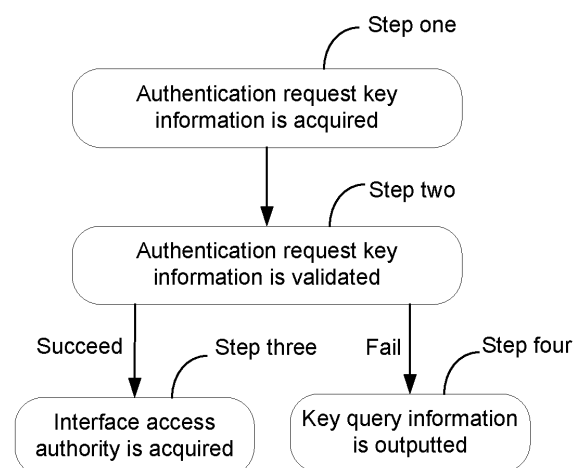 Step one
Authentication request key
information is acquired
Step two
Authentication request key
information is validated
Succeed
Step three
Fail
Step four
Interface access
authority is acquired
Key query information
is outputted